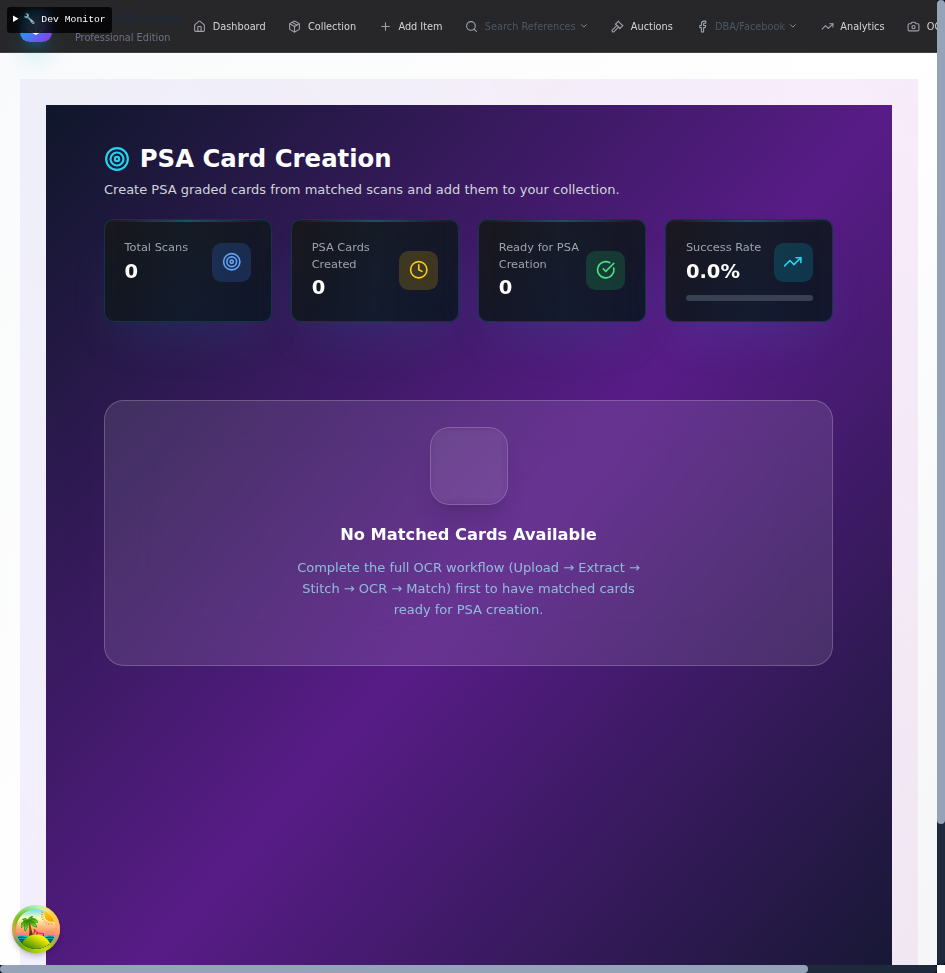 ▶ 🔧 Dev Monitor
Professional Edition
Dashboard
Collection
Add Item
Search References
Auctions
DBA/Facebook
Analytics
PSA Card Creation
Create PSA graded cards from matched scans and add them to your collection.
Total Scans
0
PSA Cards
Created
0
Ready for PSA
Creation
0
Success Rate
0.0%
No Matched Cards Available
Complete the full OCR workflow (Upload → Extract →
Stitch → OCR → Match) first to have matched cards
ready for PSA creation.